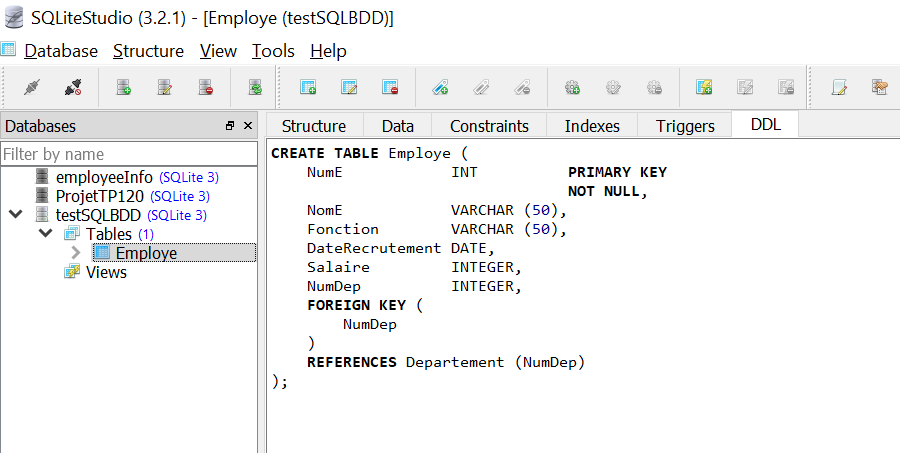 SQLiteStudio (3.2.1) - [Employe (testSQLBDD)]
Database Structure View Tools Help
Databases
Filter by name
employeeInfo (SQLite 3)
ProjetTP120 (SQLite 3)
testSQLBDD (SQLite 3)
Tables (1)
Employe
Views
Structure Data Constraints Indexes Triggers DDL
CREATE TABLE Employe (
NumE INT PRIMARY KEY
NOT NULL,
NomE VARCHAR (50),
Fonction VARCHAR (50),
DateRecrutement DATE,
Salaire INTEGER,
NumDep INTEGER,
FOREIGN KEY (
NumDep
)
REFERENCES Departement (NumDep)
);